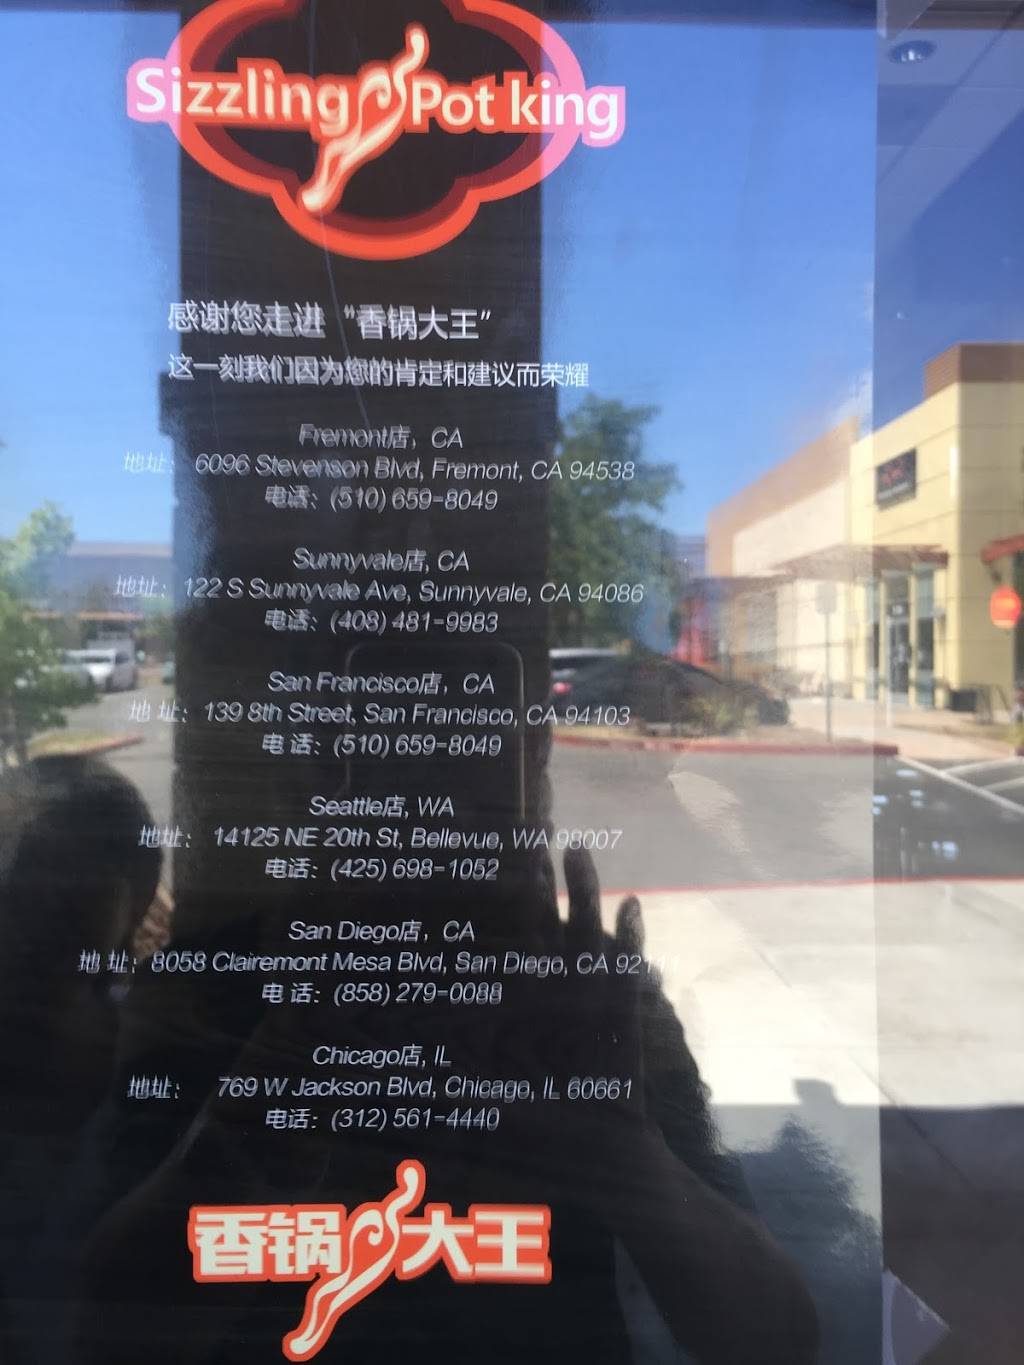 Sizzling Pot king
感谢您走进“香锅大王”
这一刻我们因为您的肯定和建议而荣耀
Fremont店，CA
地址： 6096 Stevenson Blvd, Fremont, CA 94538
电话：(510) 659-8049
Sunnyvale店, CA
地址： 122 S Sunnyvale Ave, Sunnyvale, CA 94086
电话：(408) 481-9983
San Francisco店，CA
地 址：139 8th Street, San Francisco, CA 94103
电 话：(510) 659-8049
Seattle店, WA
地址： 14125 NE 20th St, Bellevue, WA 98007
电话：(425) 698-1052
San Diego店，CA
地 址：8058 Clairemont Mesa Blvd, San Diego, CA 92111
电 话：(858) 279-0088
Chicago店, IL
地址： 769 W Jackson Blvd, Chicago, IL 60661
电话：(312) 561-4440
香锅大王